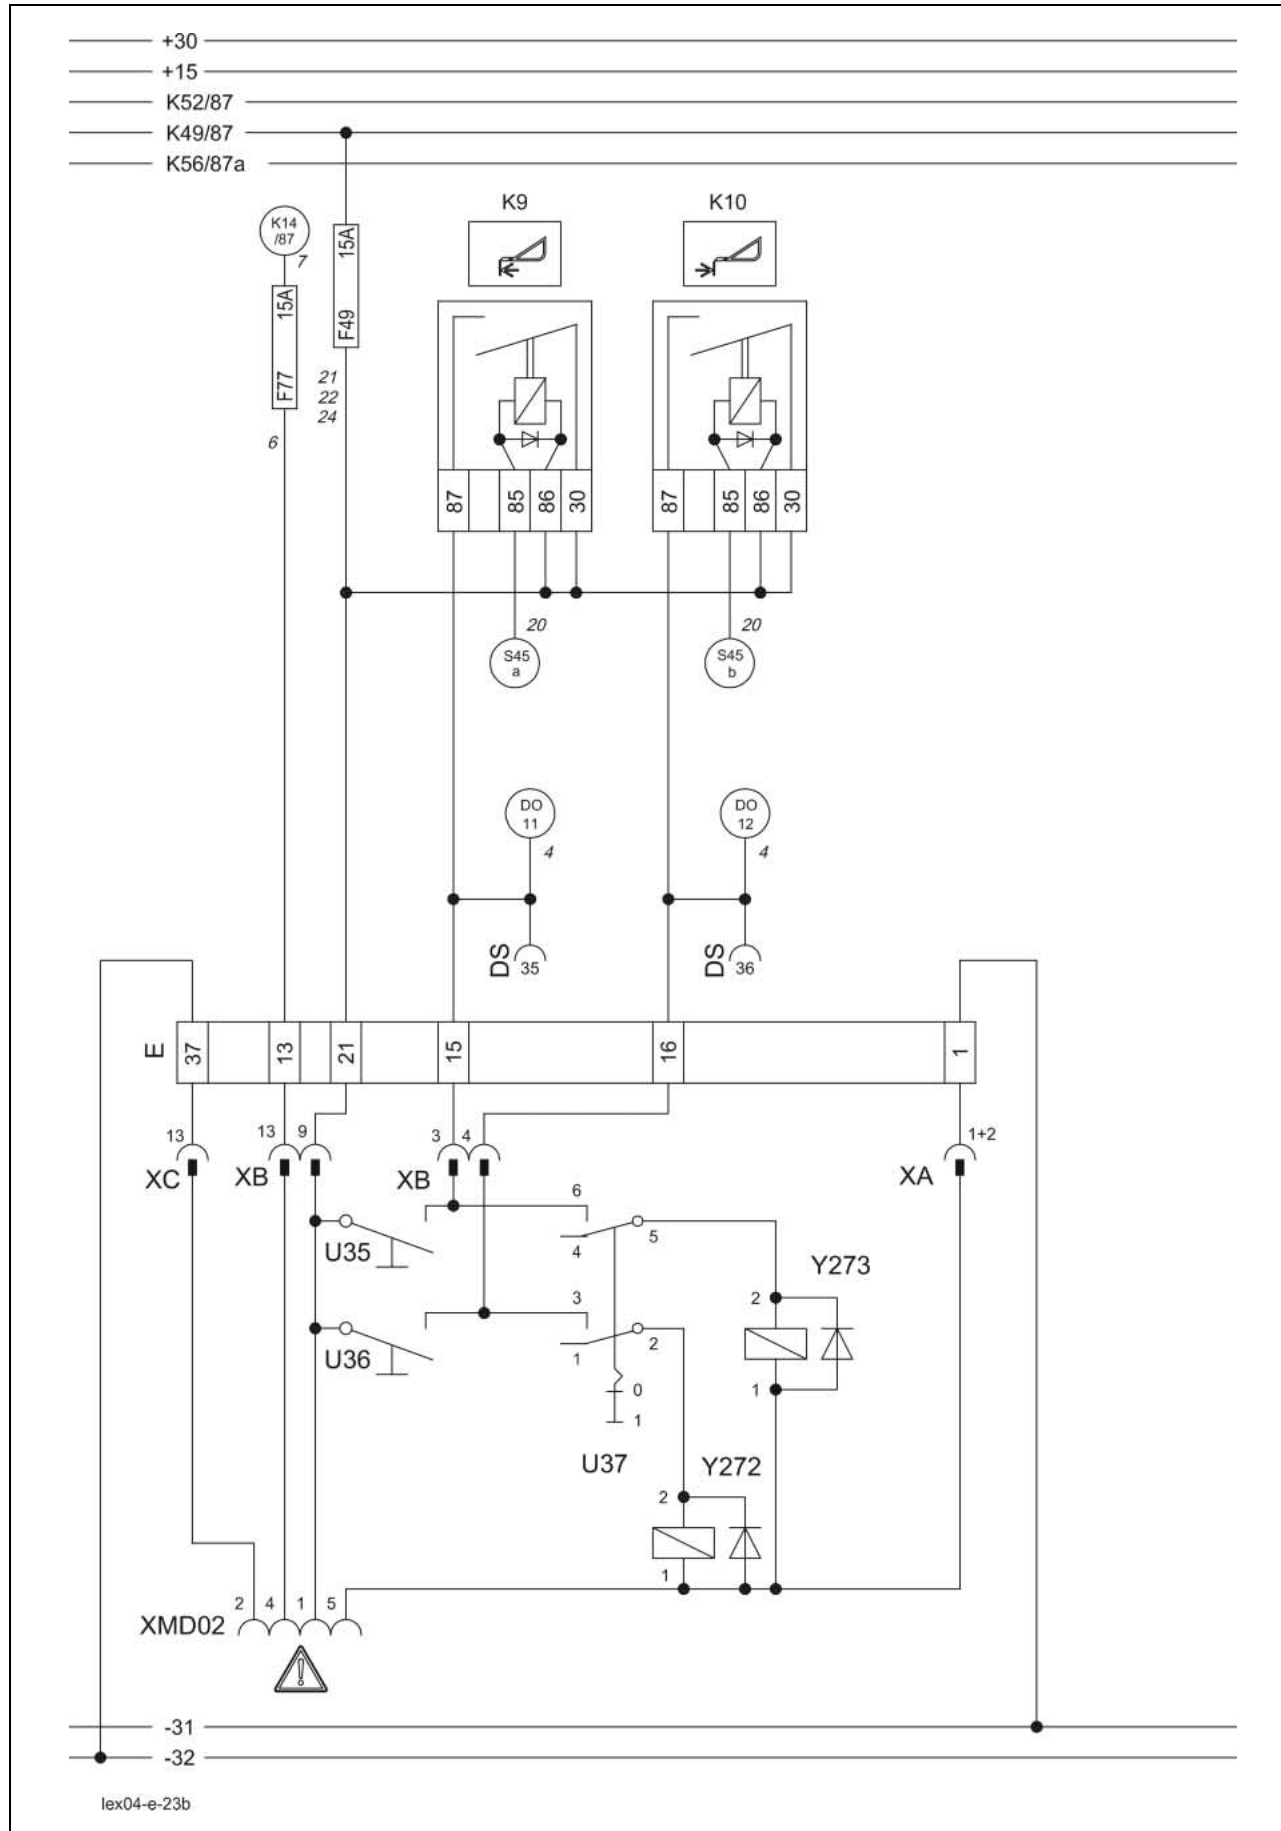 +30
+15
K52/87
K49/87
K56/87a
K9 K10
K14
/87
7
15A
F77
6
15A
F49
21
22
24
87 85 86 30
87 85 86 30
20 20
S45
a
S45
b
DO
11
4
DO
12
4
DS 35
DS 36
E 37 13 21 15 16 1
13 13 9 3 4 1+2
XC XB XB XA
6
U35 4 5
Y273
3 2
U36 1 2
1
0
1
U37 Y272
2
1
2 4 1 5
XMD02
-31
-32
lex04-e-23b